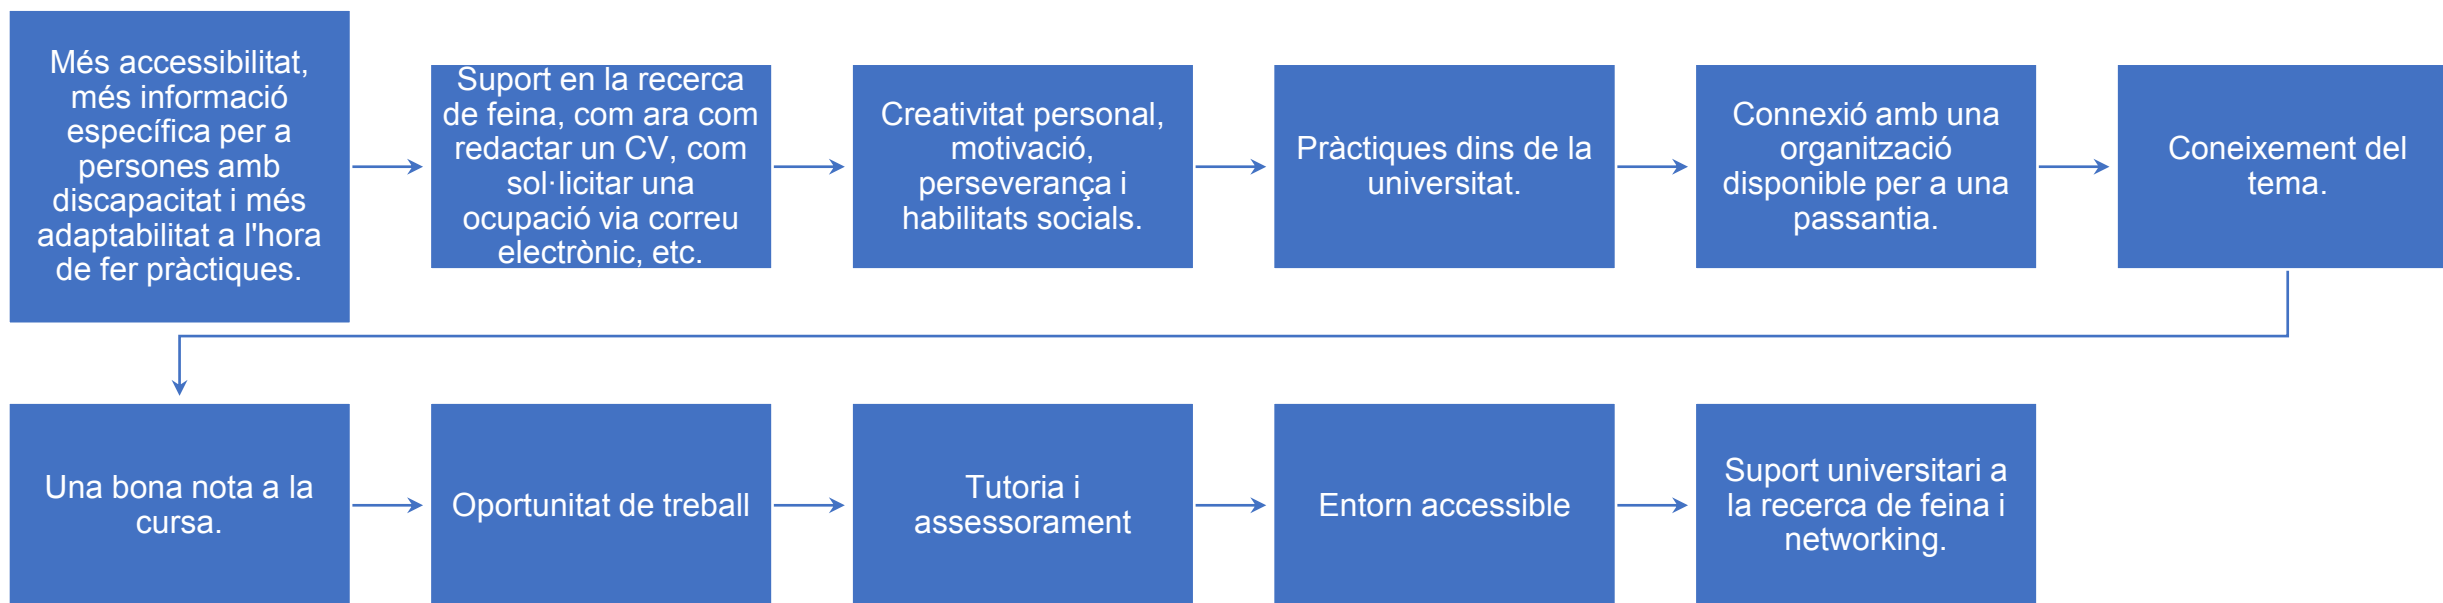 Més accessibilitat,
més informació
específica per a
persones amb
discapacitat i més
adaptabilitat a l'hora
de fer pràctiques.
Suport en la recerca
de feina, com ara com
redactar un CV, com
sol·licitar una
ocupació via correu
electrònic, etc.
Creativitat personal,
motivació,
perseverança i
habilitats socials.
Pràctiques dins de la
universitat.
Connexió amb una
organització
disponible per a una
passantia.
Coneixement del
tema.
Una bona nota a la
cursa.
Oportunitat de treball
Tutoria i
assessorament
Entorn accessible
Suport universitari a
la recerca de feina i
networking.